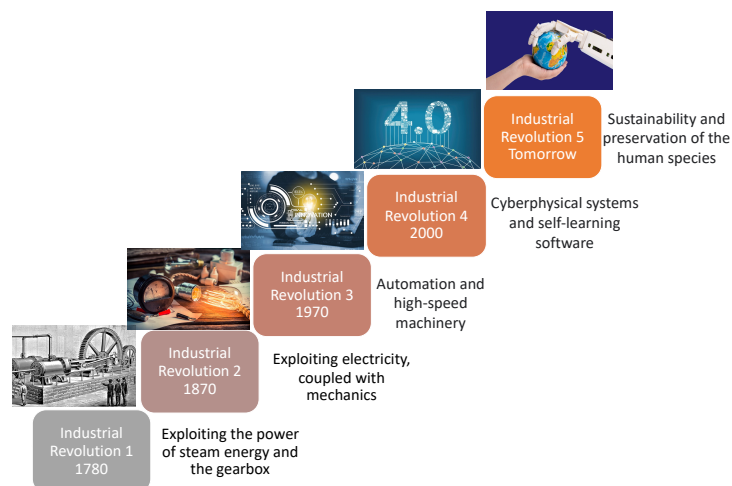 4.0
Industrial
Revolution 5
Tomorrow
Sustainability and
preservation of the
human species
INNOVATION
Industrial
Revolution 4
2000
Cyberphysical systems
and self-learning
software
Industrial
Revolution 3
1970
Automation and
high-speed
machinery
Industrial
Revolution 2
1870
Exploiting electricity,
coupled with
mechanics
Industrial
Revolution 1
1780
Exploiting the power
of steam energy and
the gearbox